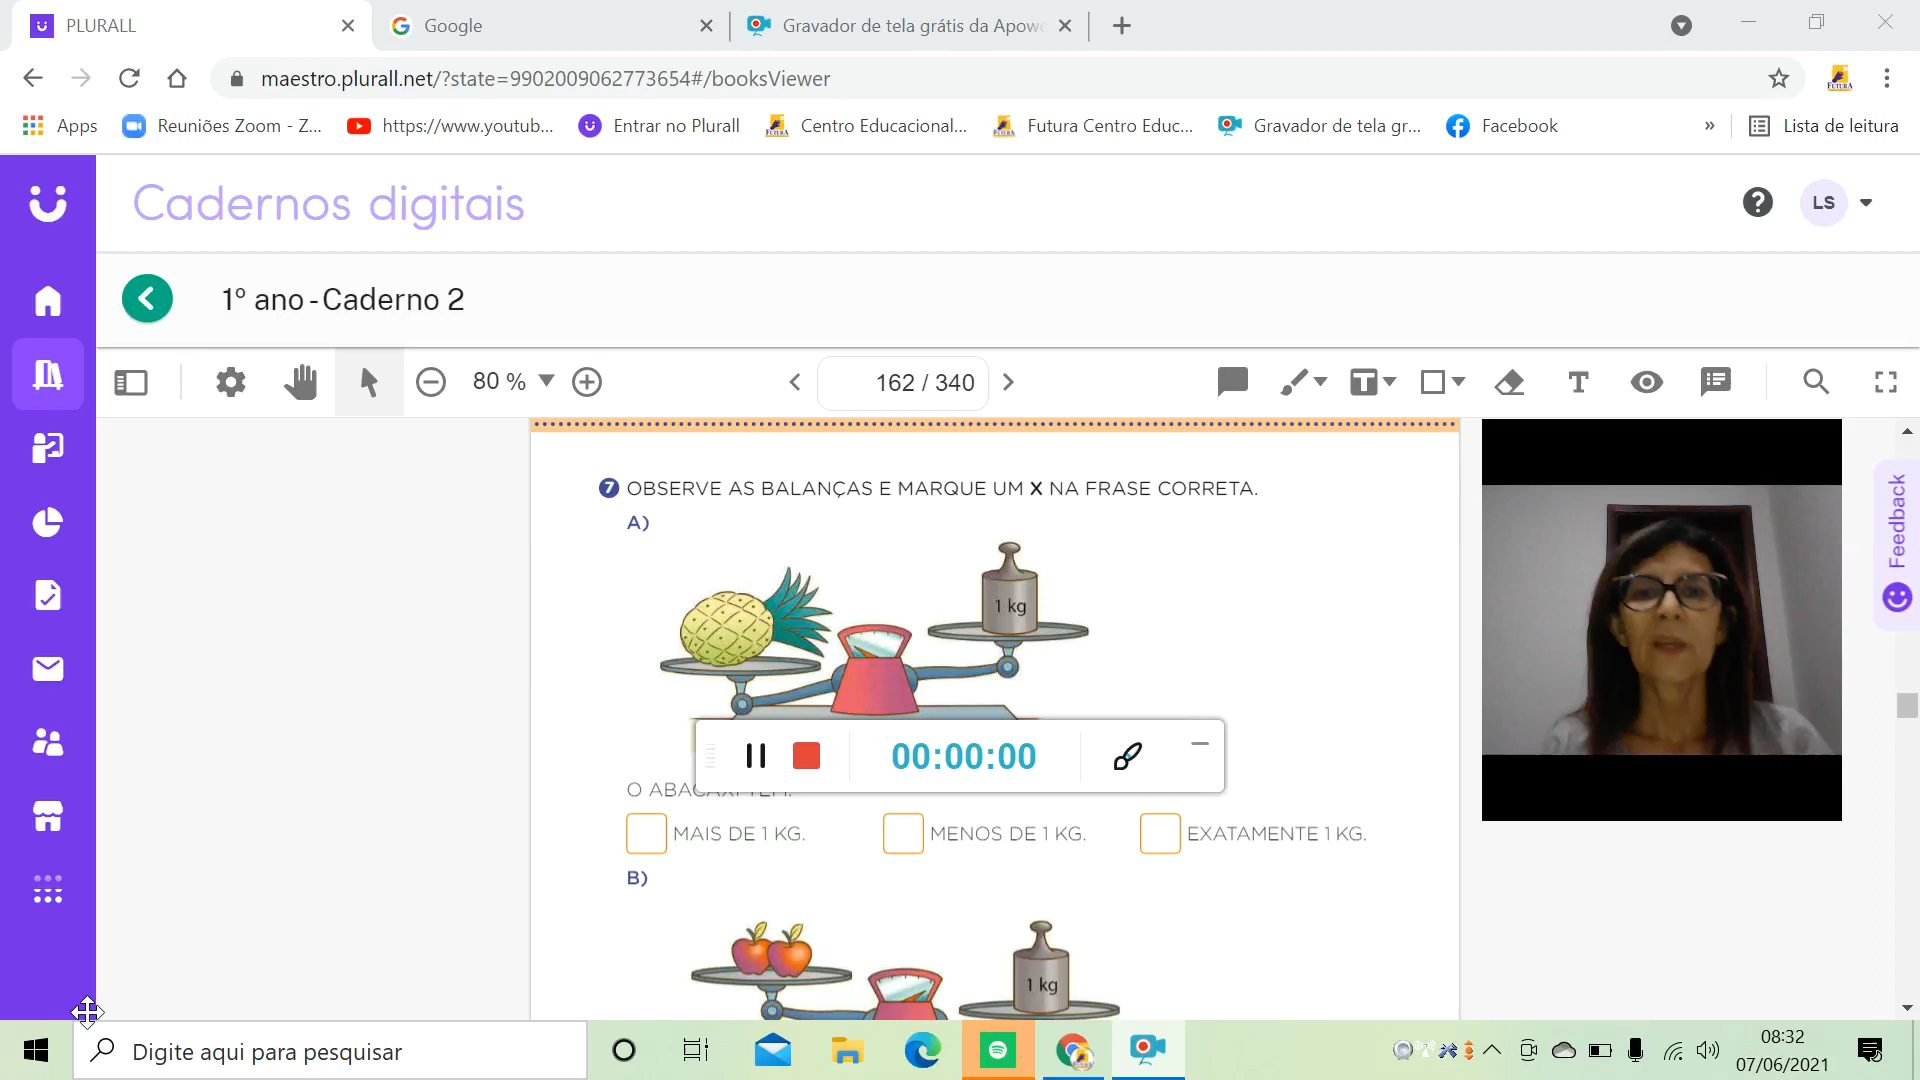 PLURALL
Google
Gravador de tela grátis da Apowe
maestro.plurall.net/?state=9902009062773654#/booksViewer
Apps
Reuniões Zoom - Z...
https://www.youtub...
Entrar no Plurall
Centro Educacional...
Futura Centro Educ...
Gravador de tela gr...
Facebook
»
Lista de leitura
Cadernos digitais
LS
1º ano - Caderno 2
80 %
162 / 340
Feedback
7 OBSERVE AS BALANÇAS E MARQUE UM X NA FRASE CORRETA.
A)
1 kg
00:00:00
O ABACAXI TEM:
MAIS DE 1 KG.
MENOS DE 1 KG.
EXATAMENTE 1 KG.
B)
1 kg
Digite aqui para pesquisar
08:32
07/06/2021